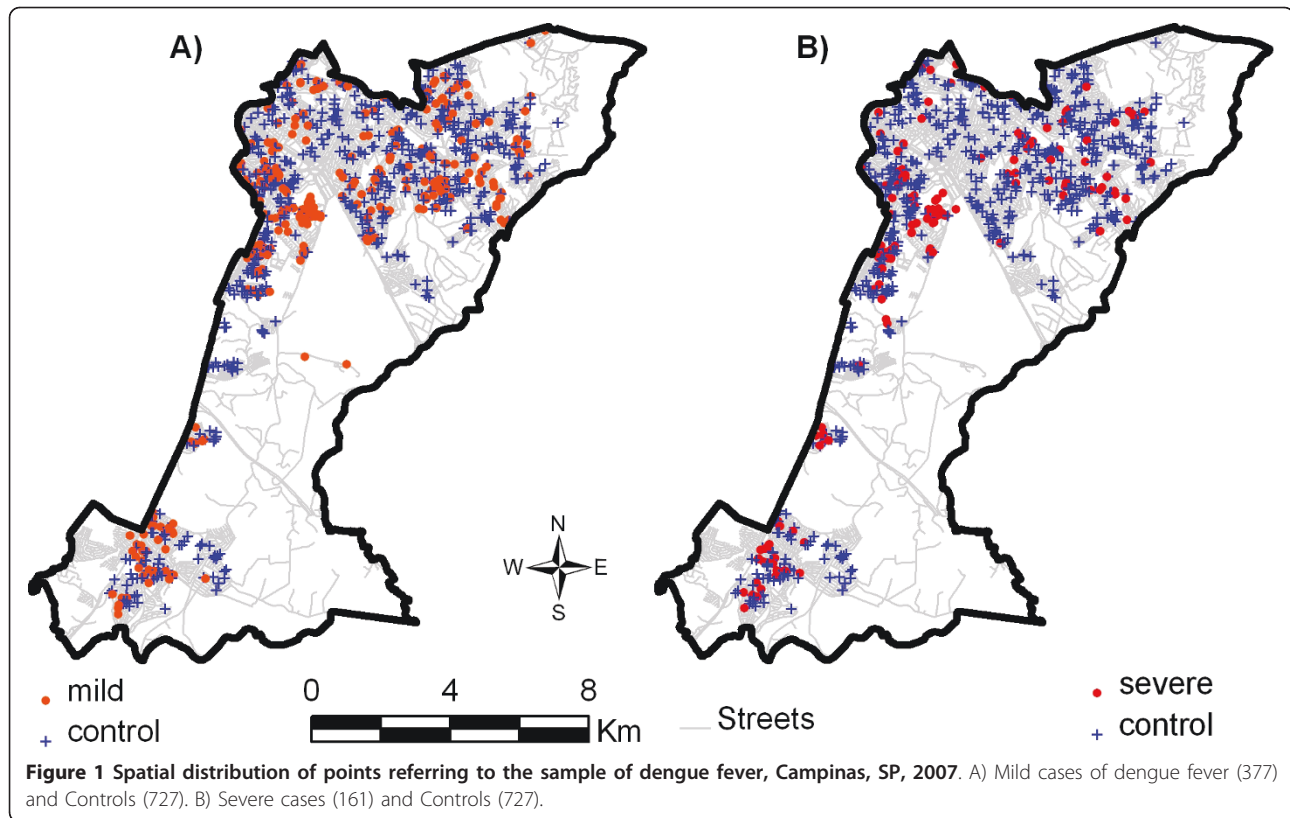 A)
B)
N
W E
S
mild
control
0 4 8
Km
Streets
severe
control
Figure 1 Spatial distribution of points referring to the sample of dengue fever, Campinas, SP, 2007. A) Mild cases of dengue fever (377)
and Controls (727). B) Severe cases (161) and Controls (727).